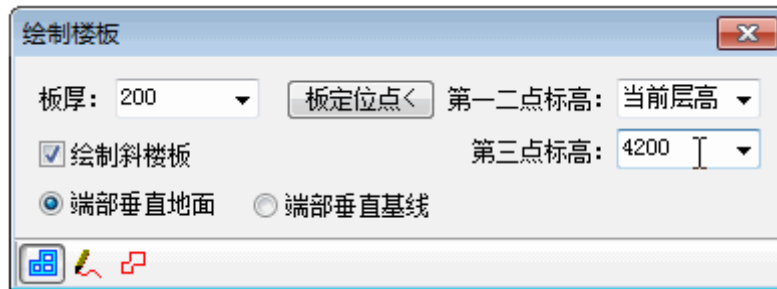 绘制楼板
板厚: 200 板定位点< 第一二点标高: 当前层高
绘制斜楼板 第三点标高: 4200
端部垂直地面 端部垂直基线